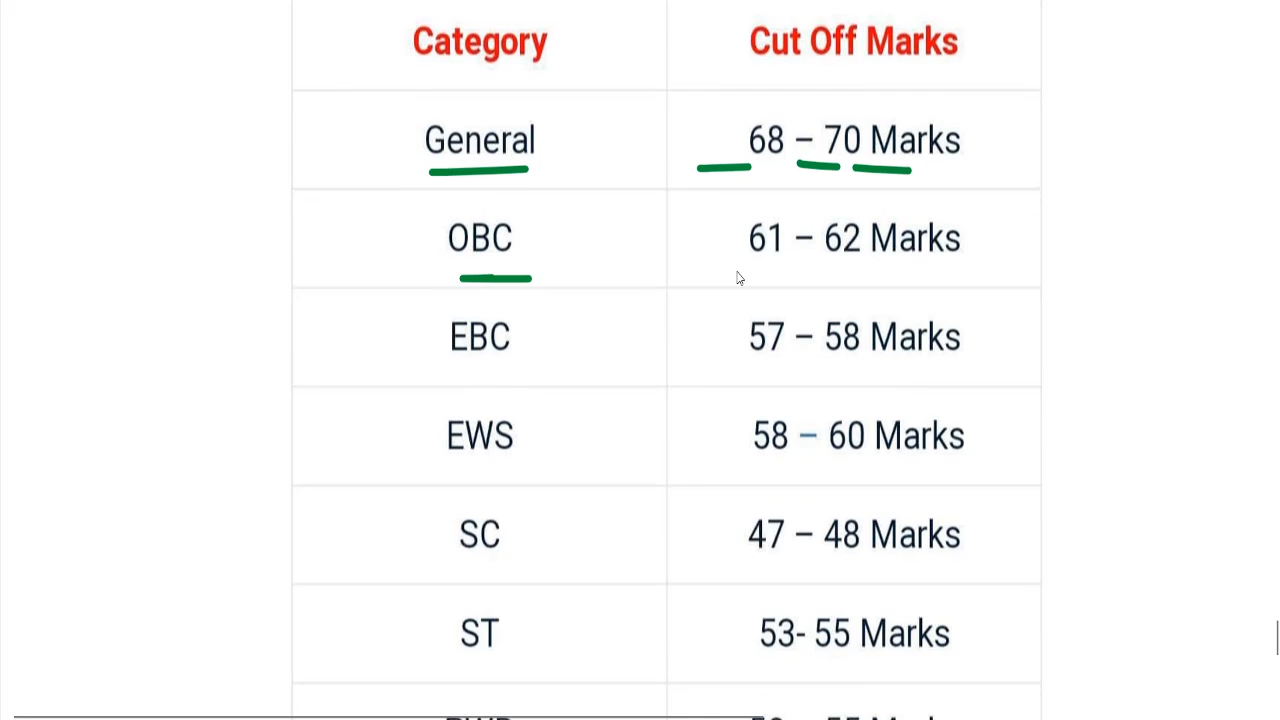 Category Cut Off Marks
General 68 – 70 Marks
OBC 61 – 62 Marks
EBC 57 – 58 Marks
EWS 58 – 60 Marks
SC 47 – 48 Marks
ST 53- 55 Marks